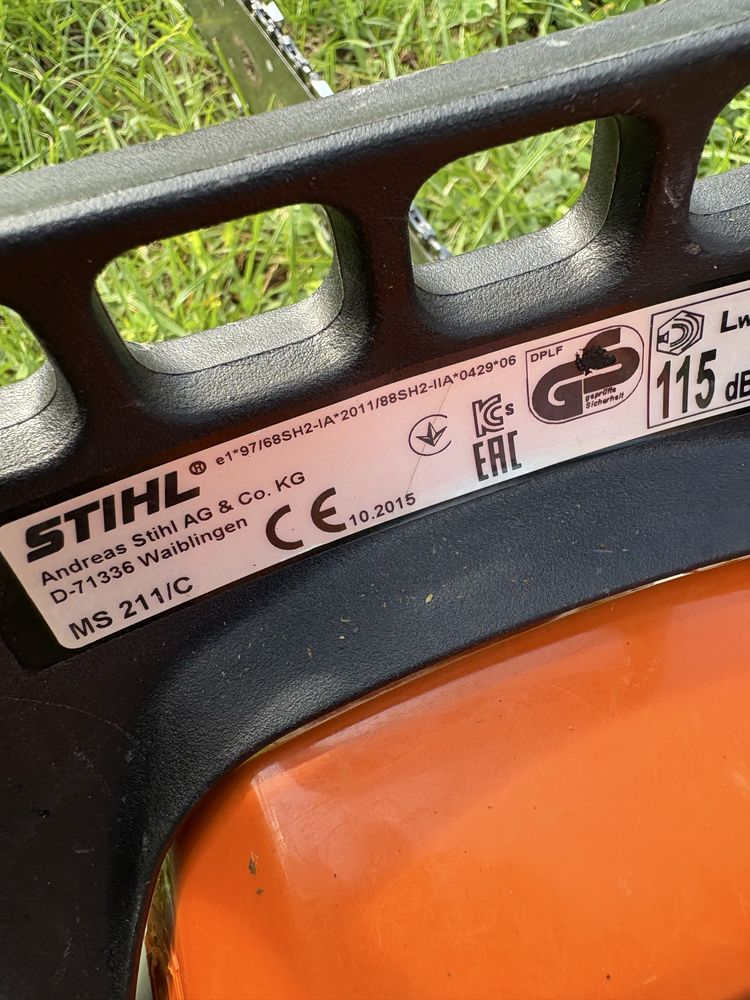 STIHL® e1*97/68SH2-IA*2011/88SH2-IIA*0429*06
Andreas Stihl AG & Co. KG
D-71336 Waiblingen
MS 211/C
CE 10.2015
KCs
EAC
DPLF
GS
geprüfte
Sicherheit
115 dB